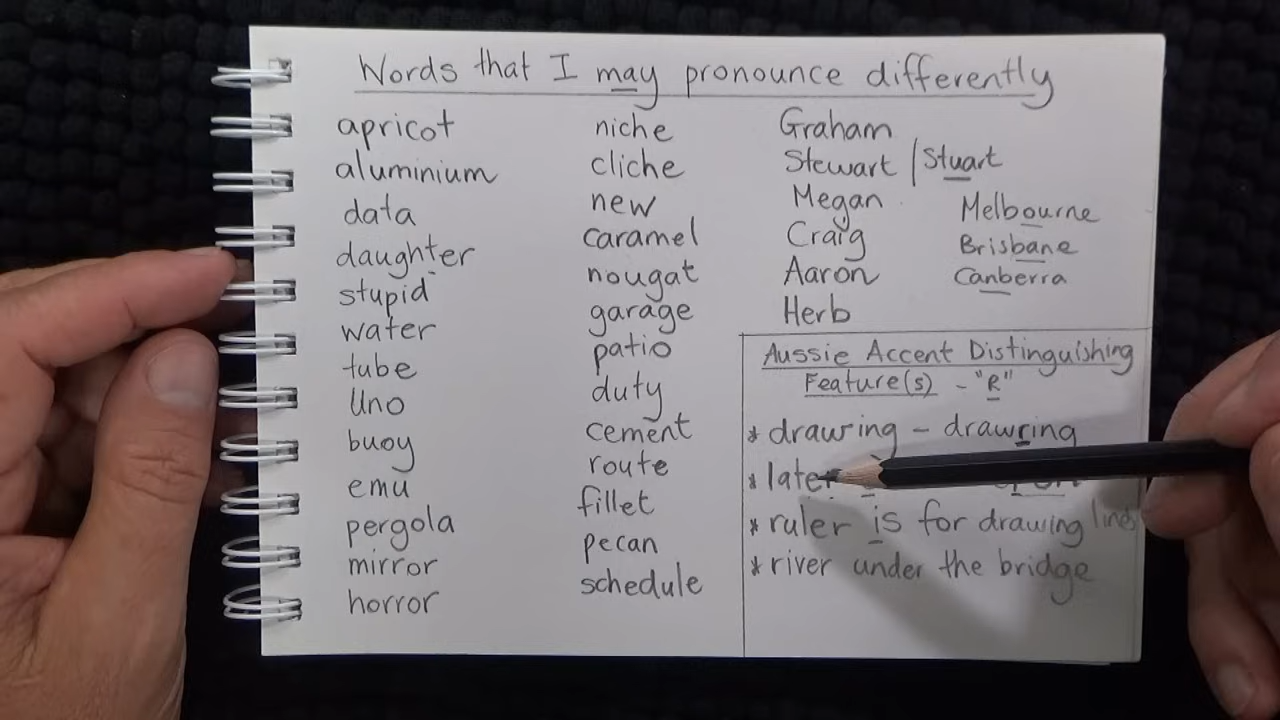 Words that I may pronounce differently
apricot
aluminium
data
daughter
stupid
water
tube
Uno
buoy
emu
pergola
mirror
horror
niche
cliche
new
caramel
nougat
garage
patio
duty
cement
route
fillet
pecan
schedule
Graham
Stewart / Stuart
Megan
Craig
Aaron
Herb
Melbourne
Brisbane
Canberra
Aussie Accent Distinguishing
Feature(s) - "R"
* drawing - drawring
* later
* ruler is for drawing lines
* river under the bridge